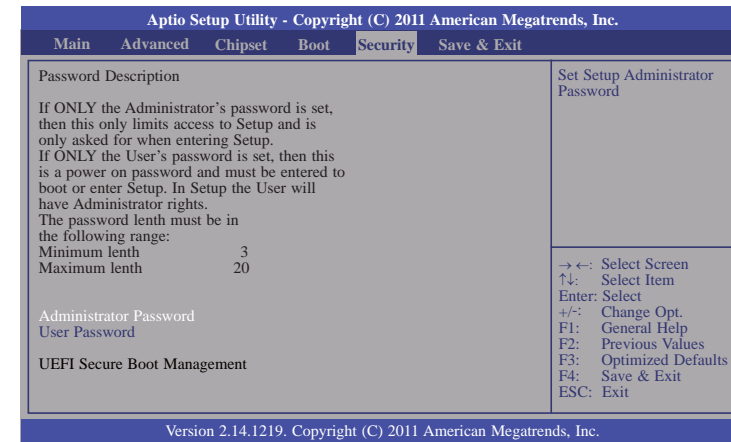 Aptio Setup Utility - Copyright (C) 2011 American Megatrends, Inc.
Main Advanced Chipset Boot Security Save & Exit
Password Description
If ONLY the Administrator's password is set,
then this only limits access to Setup and is
only asked for when entering Setup.
If ONLY the User's password is set, then this
is a power on password and must be entered to
boot or enter Setup. In Setup the User will
have Administrator rights.
The password lenth must be in
the following range:
Minimum lenth 3
Maximum lenth 20
Administrator Password
User Password
UEFI Secure Boot Management
Set Setup Administrator
Password
→←: Select Screen
↑↓: Select Item
Enter: Select
+/-: Change Opt.
F1: General Help
F2: Previous Values
F3: Optimized Defaults
F4: Save & Exit
ESC: Exit
Version 2.14.1219. Copyright (C) 2011 American Megatrends, Inc.